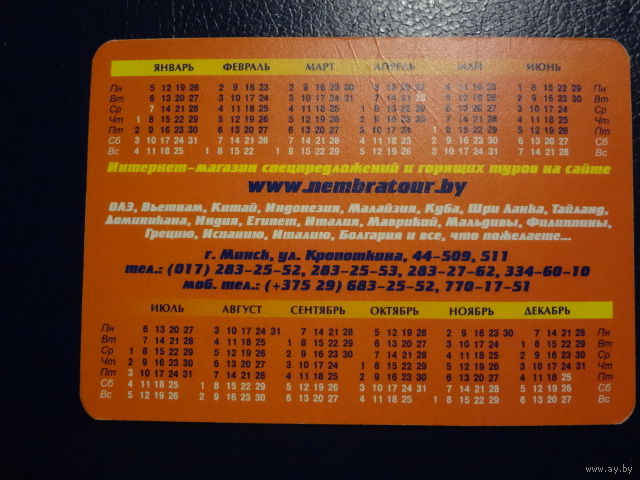 ЯНВАРЬ ФЕВРАЛЬ МАРТ АПРЕЛЬ МАЙ ИЮНЬ
Пн 5 12 19 26 2 9 16 23 2 9 16 23 30 6 13 20 27 4 11 18 25 1 8 15 22 29 Пн
Вт 6 13 20 27 3 10 17 24 3 10 17 24 31 7 14 21 28 5 12 19 26 2 9 16 23 30 Вт
Ср 7 14 21 28 4 11 18 25 4 11 18 25 1 8 15 22 29 6 13 20 27 3 10 17 24 Ср
Чт 1 8 15 22 29 5 12 19 26 5 12 19 26 2 9 16 23 30 7 14 21 28 4 11 18 25 Чт
Пт 2 9 16 23 30 6 13 20 27 6 13 20 27 3 10 17 24 1 8 15 22 29 5 12 19 26 Пт
Сб 3 10 17 24 31 7 14 21 28 7 14 21 28 4 11 18 25 2 9 16 23 30 6 13 20 27 Сб
Вс 4 11 18 25 1 8 15 22 1 8 15 22 29 5 12 19 26 3 10 17 24 31 7 14 21 28 Вс
Интернет-магазин спецпредложений и горящих туров на сайте
www.nembratour.by
ОАЭ, Вьетнам, Китай, Индонезия, Малайзия, Куба, Шри Ланка, Тайланд,
Доминикана, Индия, Египет, Италия, Маврикий, Мальдивы, Филиппины,
Грецию, Испанию, Италию, Болгария и все, что пожелаете...
г. Минск, ул. Кропоткина, 44-509, 511
тел.: (017) 283-25-52, 283-25-53, 283-27-62, 334-60-10
моб. тел.: (+375 29) 683-25-52, 770-17-51
ИЮЛЬ АВГУСТ СЕНТЯБРЬ ОКТЯБРЬ НОЯБРЬ ДЕКАБРЬ
Пн 6 13 20 27 3 10 17 24 31 7 14 21 28 5 12 19 26 2 9 16 23 30 7 14 21 28 Пн
Вт 7 14 21 28 4 11 18 25 1 8 15 22 29 6 13 20 27 3 10 17 24 1 8 15 22 29 Вт
Ср 1 8 15 22 29 5 12 19 26 2 9 16 23 30 7 14 21 28 4 11 18 25 2 9 16 23 30 Ср
Чт 2 9 16 23 30 6 13 20 27 3 10 17 24 1 8 15 22 29 5 12 19 26 3 10 17 24 31 Чт
Пт 3 10 17 24 31 7 14 21 28 4 11 18 25 2 9 16 23 30 6 13 20 27 4 11 18 25 Пт
Сб 4 11 18 25 1 8 15 22 29 5 12 19 26 3 10 17 24 31 7 14 21 28 5 12 19 26 Сб
Вс 5 12 19 26 2 9 16 23 30 6 13 20 27 4 11 18 25 1 8 15 22 29 6 13 20 27 Вс
www.ay.by